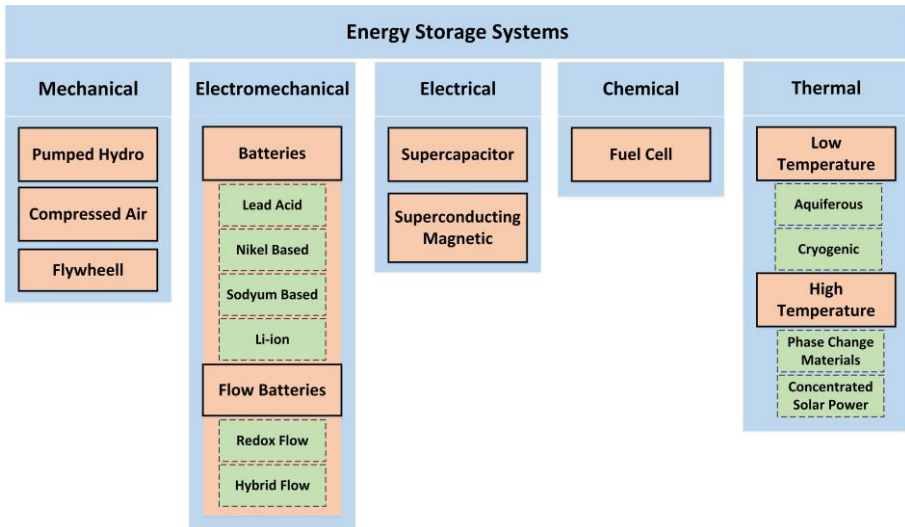 Energy Storage Systems
Mechanical
Pumped Hydro
Compressed Air
Flywheell
Electromechanical
Batteries
Lead Acid
Nikel Based
Sodyum Based
Li-ion
Flow Batteries
Redox Flow
Hybrid Flow
Electrical
Supercapacitor
Superconducting
Magnetic
Chemical
Fuel Cell
Thermal
Low
Temperature
Aquiferous
Cryogenic
High
Temperature
Phase Change
Materials
Concentrated
Solar Power